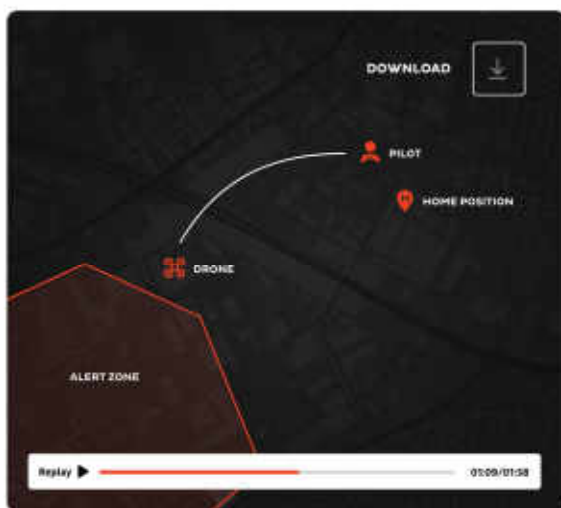 DOWNLOAD
PILOT
HOME POSITION
DRONE
ALERT ZONE
Replay 01:09/01:58